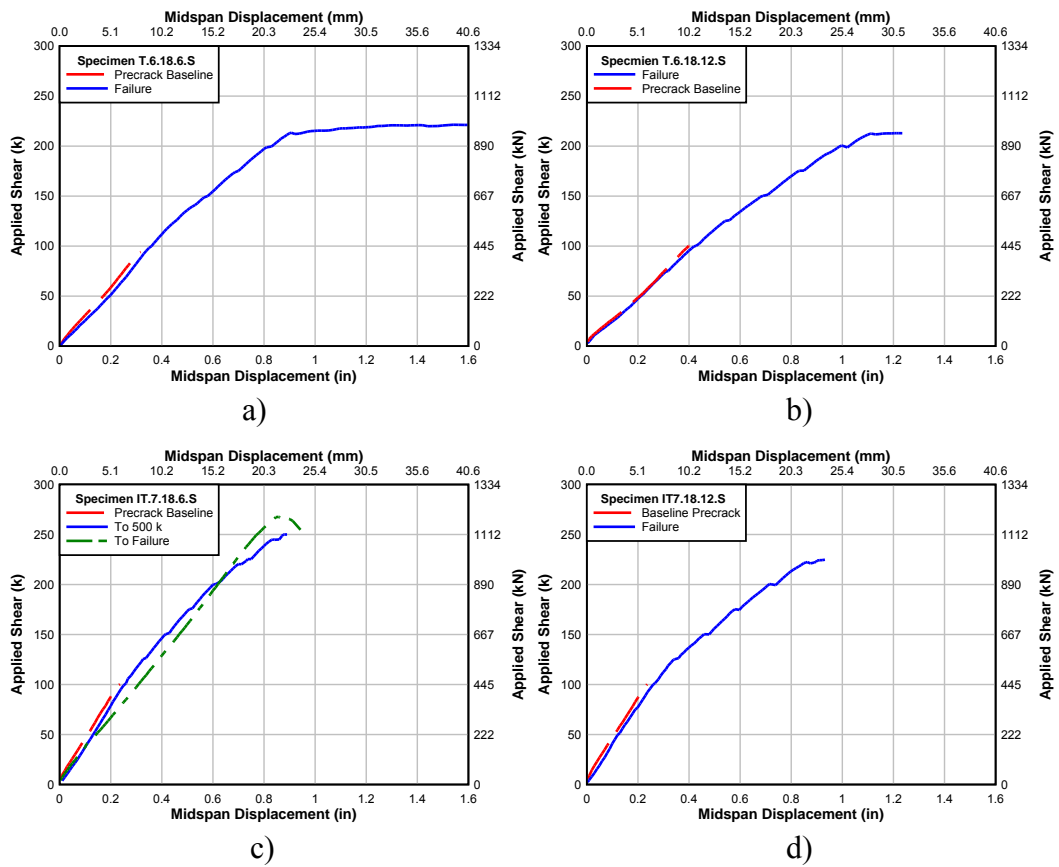 Midspan Displacement (mm)
0.0 5.1 10.2 15.2 20.3 25.4 30.5 35.6 40.6
300 1334
250 1112
200 890
150 667
100 445
50 222
0 0
Applied Shear (k)
Applied Shear (kN)
Specimen T.6.18.6.S
Precrack Baseline
Failure
0 0.2 0.4 0.6 0.8 1 1.2 1.4 1.6
Midspan Displacement (in)
a)
Midspan Displacement (mm)
0.0 5.1 10.2 15.2 20.3 25.4 30.5 35.6 40.6
300 1334
250 1112
200 890
150 667
100 445
50 222
0 0
Applied Shear (k)
Applied Shear (kN)
Specmien T.6.18.12.S
Failure
Precrack Baseline
0 0.2 0.4 0.6 0.8 1 1.2 1.4 1.6
Midspan Displacement (in)
b)
Midspan Displacement (mm)
0.0 5.1 10.2 15.2 20.3 25.4 30.5 35.6 40.6
300 1334
250 1112
200 890
150 667
100 445
50 222
0 0
Applied Shear (k)
Applied Shear (kN)
Specimen IT.7.18.6.S
Precrack Baseline
To 500 k
To Failure
0 0.2 0.4 0.6 0.8 1 1.2 1.4 1.6
Midspan Displacement (in)
c)
Midspan Displacement (mm)
0.0 5.1 10.2 15.2 20.3 25.4 30.5 35.6 40.6
300 1334
250 1112
200 890
150 667
100 445
50 222
0 0
Applied Shear (k)
Applied Shear (kN)
Specimen IT7.18.12.S
Baseline Precrack
Failure
0 0.2 0.4 0.6 0.8 1 1.2 1.4 1.6
Midspan Displacement (in)
d)